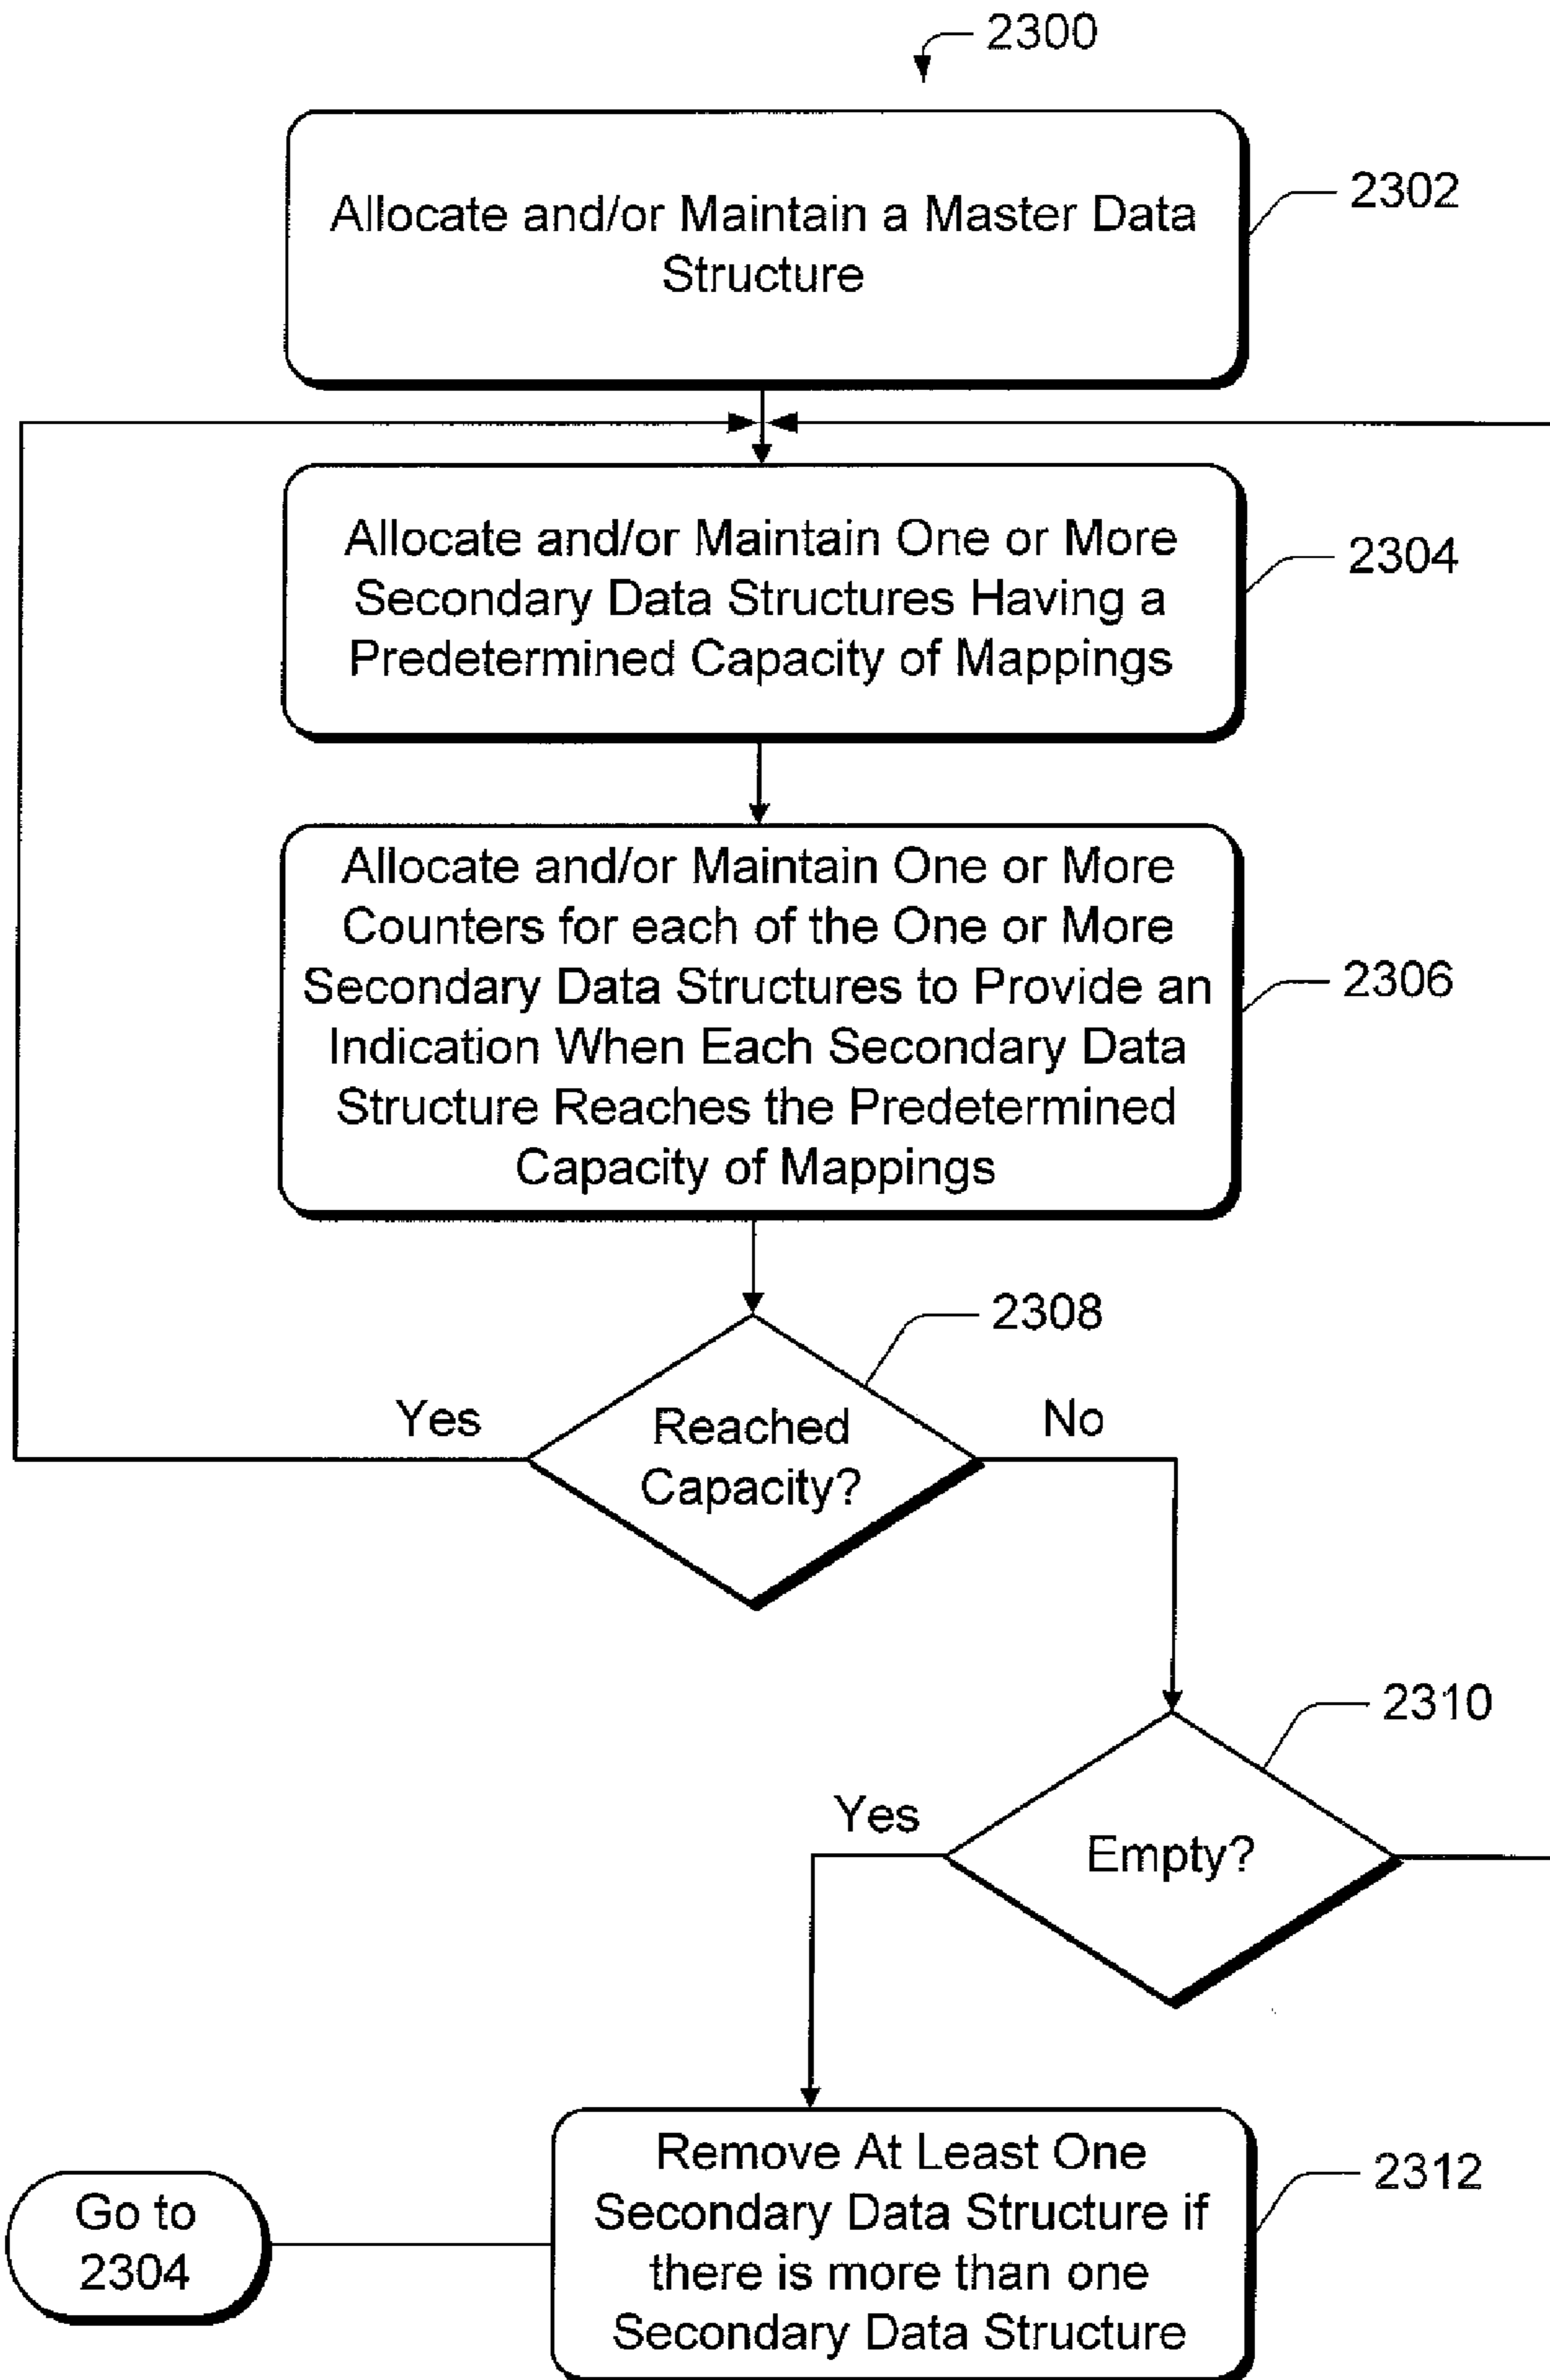 2300
Allocate and/or Maintain a Master Data
Structure
2302
Allocate and/or Maintain One or More
Secondary Data Structures Having a
Predetermined Capacity of Mappings
2304
Allocate and/or Maintain One or More
Counters for each of the One or More
Secondary Data Structures to Provide an
Indication When Each Secondary Data
Structure Reaches the Predetermined
Capacity of Mappings
2306
2308
Yes
Reached
Capacity?
No
2310
Yes
Empty?
Remove At Least One
Secondary Data Structure if
there is more than one
Secondary Data Structure
2312
Go to
2304